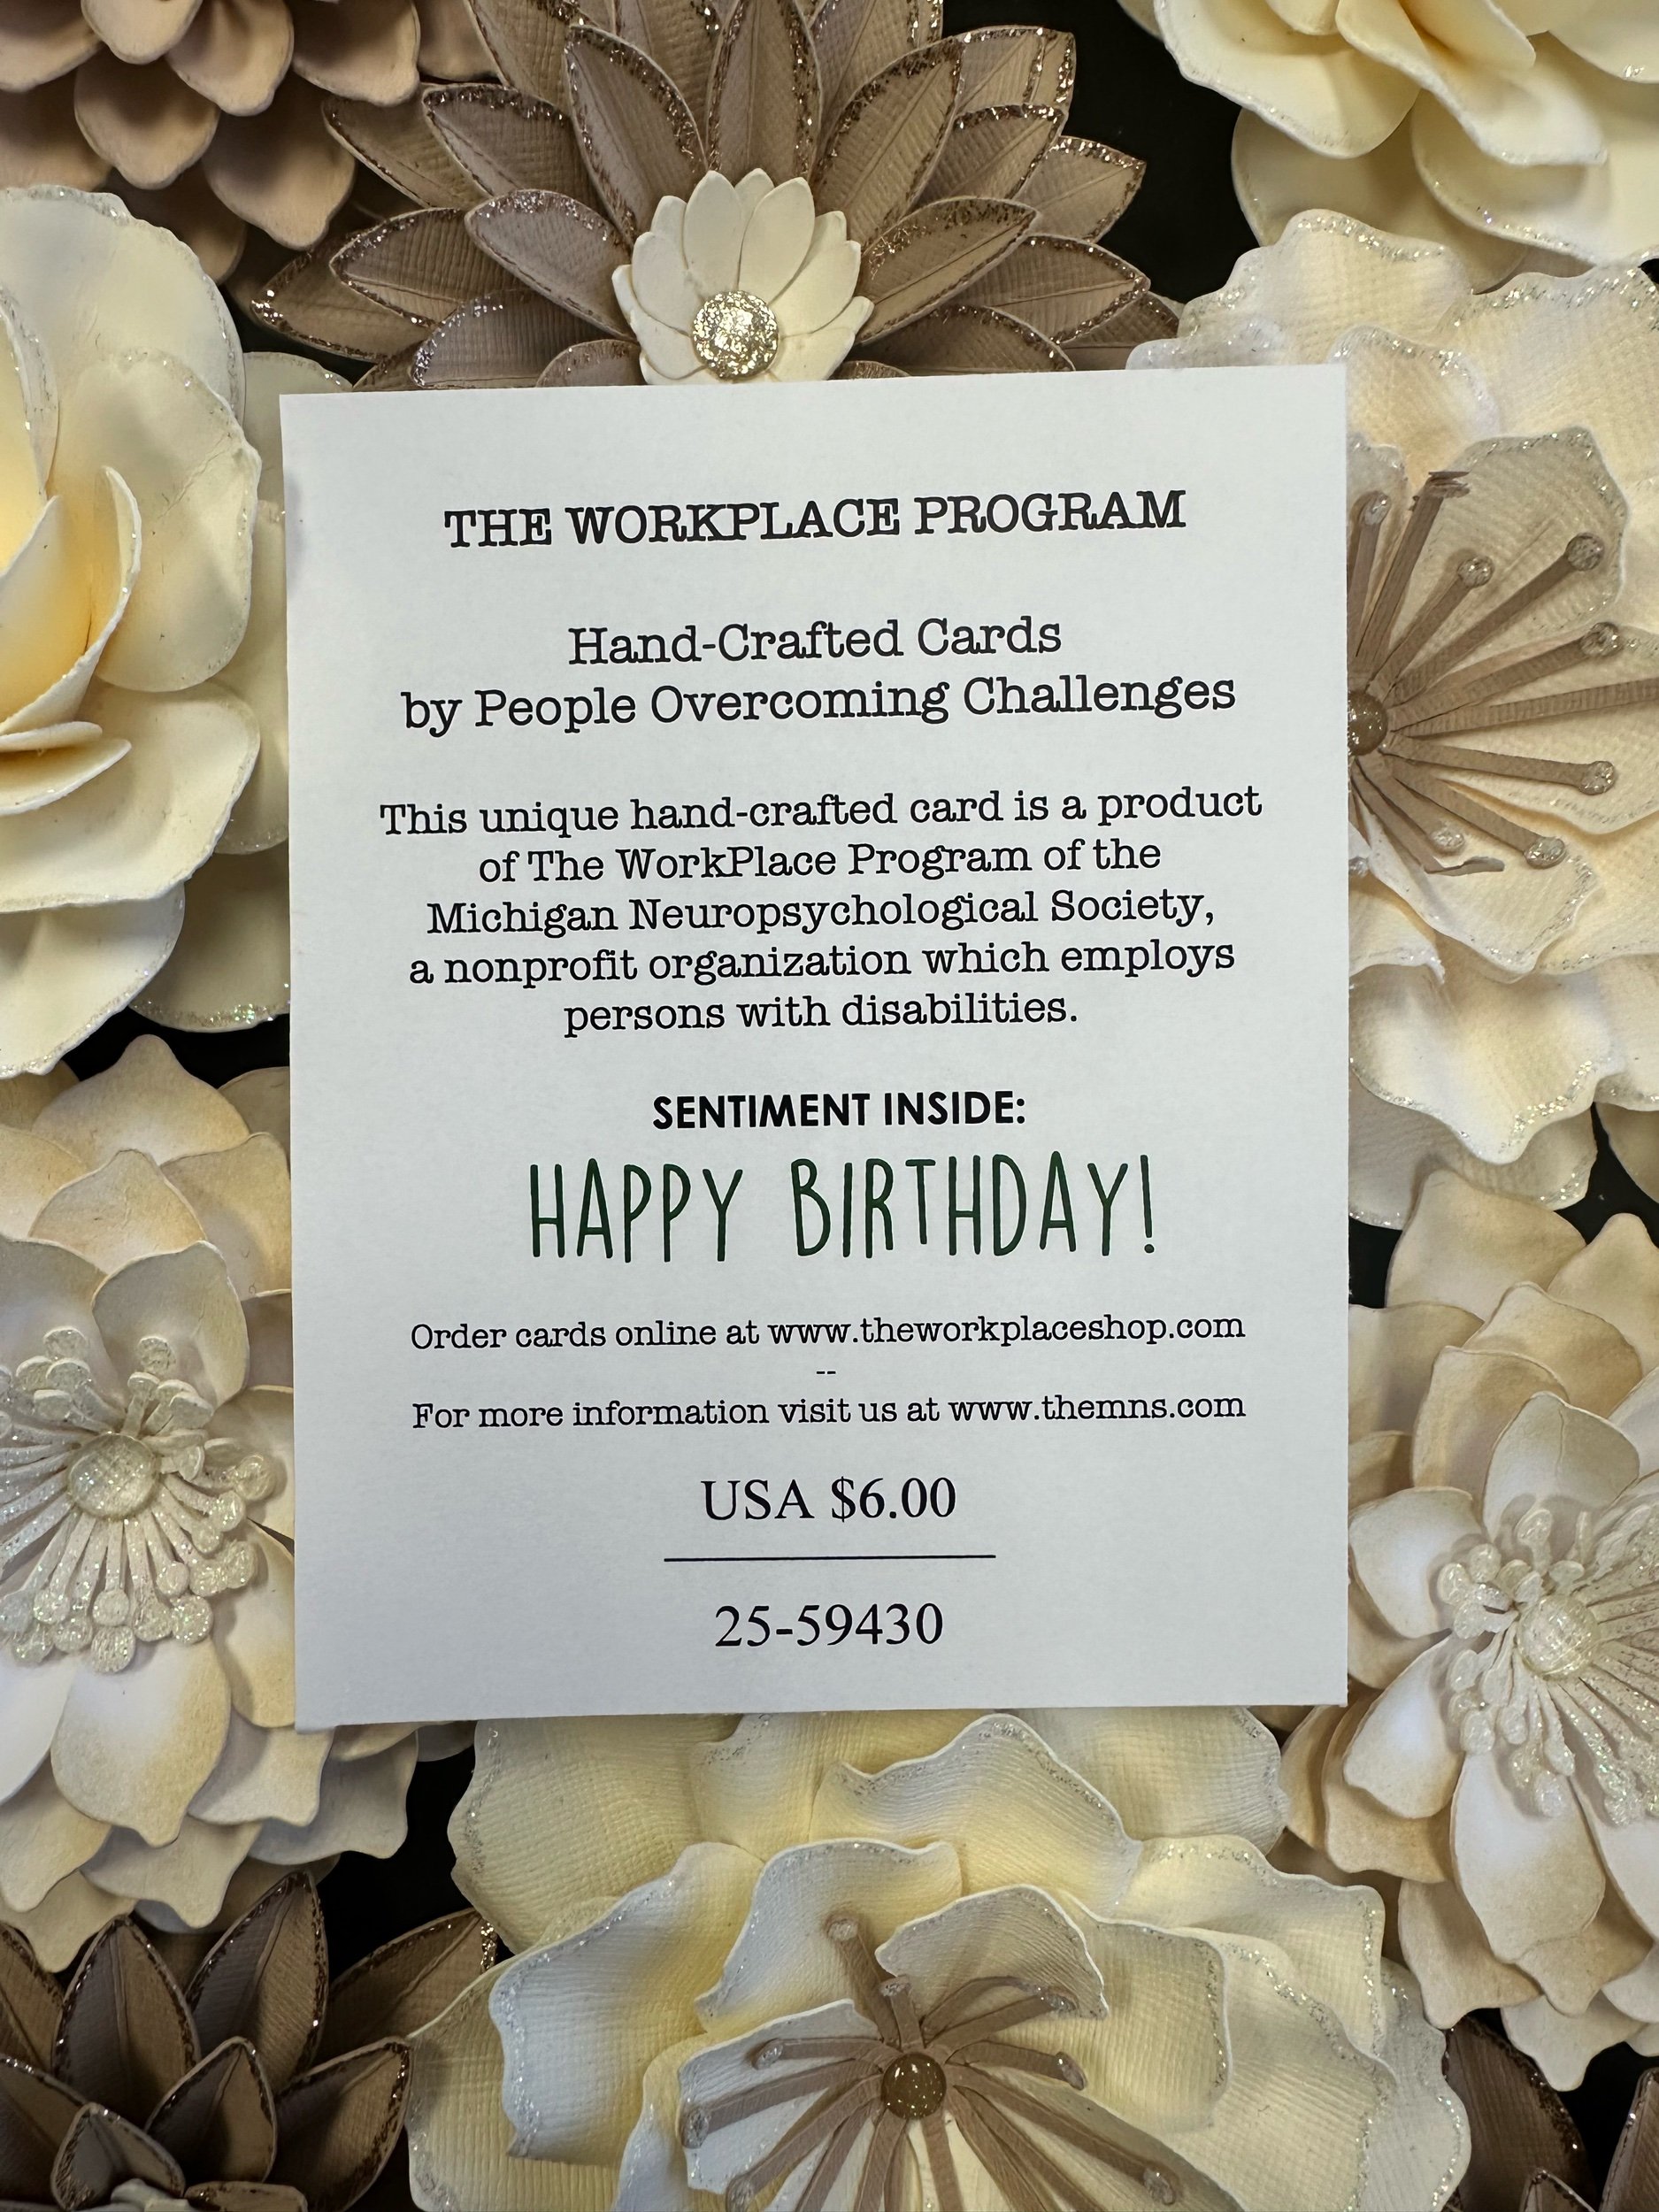 THE WORKPLACE PROGRAM
Hand-Crafted Cards
by People Overcoming Challenges
This unique hand-crafted card is a product
of The WorkPlace Program of the
Michigan Neuropsychological Society,
a nonprofit organization which employs
persons with disabilities.
SENTIMENT INSIDE:
HAPPY BIRTHDAY!
Order cards online at www.theworkplaceshop.com
--
For more information visit us at www.themns.com
USA $6.00
25-59430